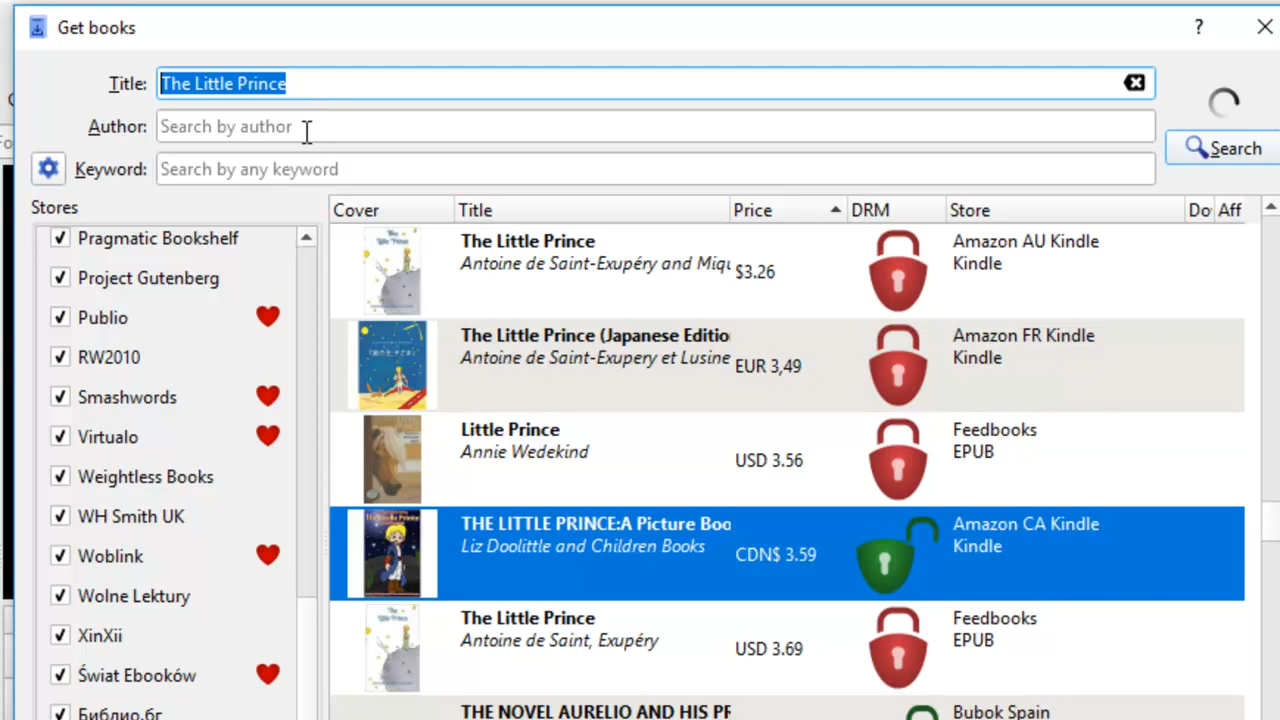 Get books
?
Title: The Little Prince
Author: Search by author
Keyword: Search by any keyword
Search
Stores
Pragmatic Bookshelf
Project Gutenberg
Publio
RW2010
Smashwords
Virtualo
Weightless Books
WH Smith UK
Woblink
Wolne Lektury
XinXii
Świat Ebooków
Библио.бг
Cover Title Price DRM Store Do Aff
The Little Prince Amazon AU Kindle
Antoine de Saint-Exupéry and Miqu $3.26 Kindle
The Little Prince (Japanese Editio Amazon FR Kindle
Antoine de Saint-Exupery et Lusine EUR 3,49 Kindle
Little Prince Feedbooks
Annie Wedekind USD 3.56 EPUB
THE LITTLE PRINCE:A Picture Boo Amazon CA Kindle
Liz Doolittle and Children Books CDN$ 3.59 Kindle
The Little Prince Feedbooks
Antoine de Saint, Exupéry USD 3.69 EPUB
THE NOVEL AURELIO AND HIS PR Bubok Spain